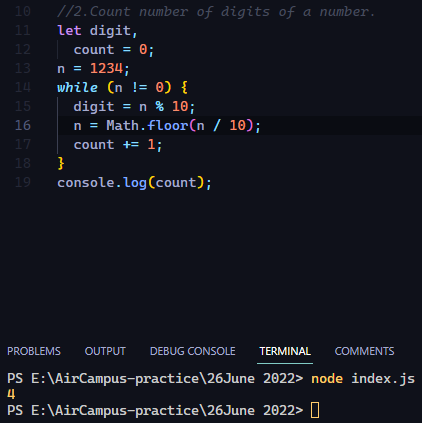 10 //2.Count number of digits of a number.
11 let digit,
12 count = 0;
13 n = 1234;
14 while (n != 0) {
15 digit = n % 10;
16 n = Math.floor(n / 10);
17 count += 1;
18 }
19 console.log(count);
PROBLEMS OUTPUT DEBUG CONSOLE TERMINAL COMMENTS
PS E:\AirCampus-practice\26June 2022> node index.js
4
PS E:\AirCampus-practice\26June 2022>